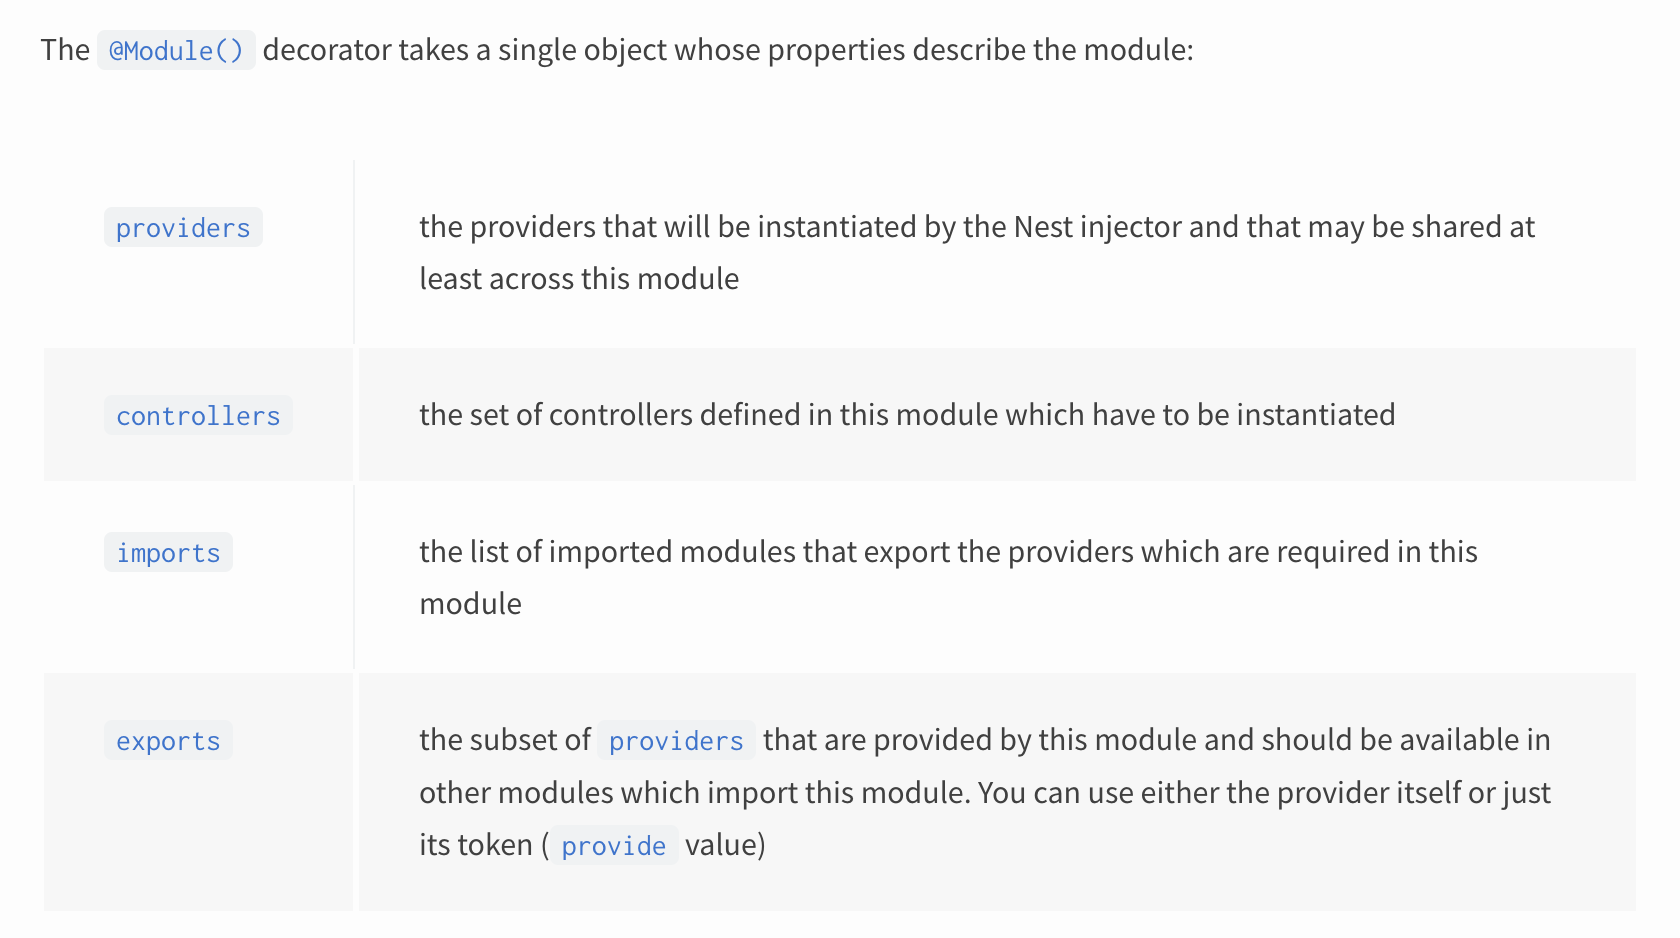 The @Module() decorator takes a single object whose properties describe the module:
providers
the providers that will be instantiated by the Nest injector and that may be shared at
least across this module
controllers
the set of controllers defined in this module which have to be instantiated
imports
the list of imported modules that export the providers which are required in this
module
exports
the subset of providers that are provided by this module and should be available in
other modules which import this module. You can use either the provider itself or just
its token ( provide value)